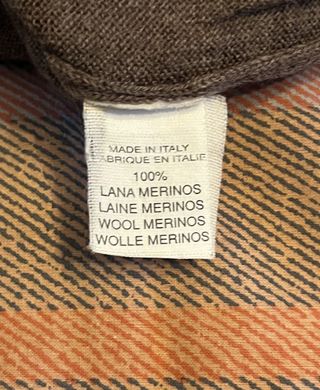 MADE IN ITALY
FABRIQUE EN ITALIE
100%
LANA MERINOS
LAINE MERINOS
WOOL MERINOS
WOLLE MERINOS